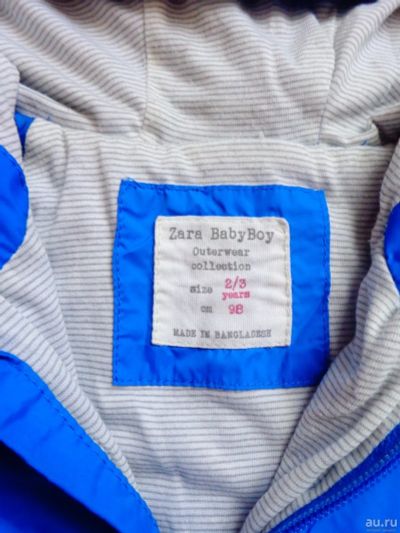 Zara BabyBoy
Outerwear
collection
size 2/3
years
cm 98
MADE IN BANGLADESH
au.ru